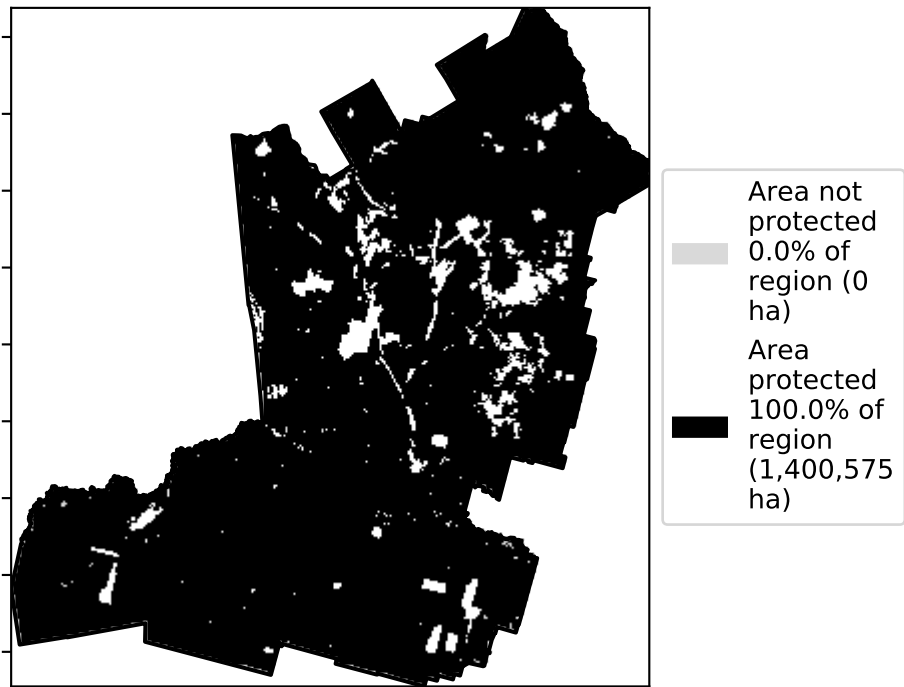 Area not
protected
0.0% of
region (0
ha)
Area
protected
100.0% of
region
(1,400,575
ha)